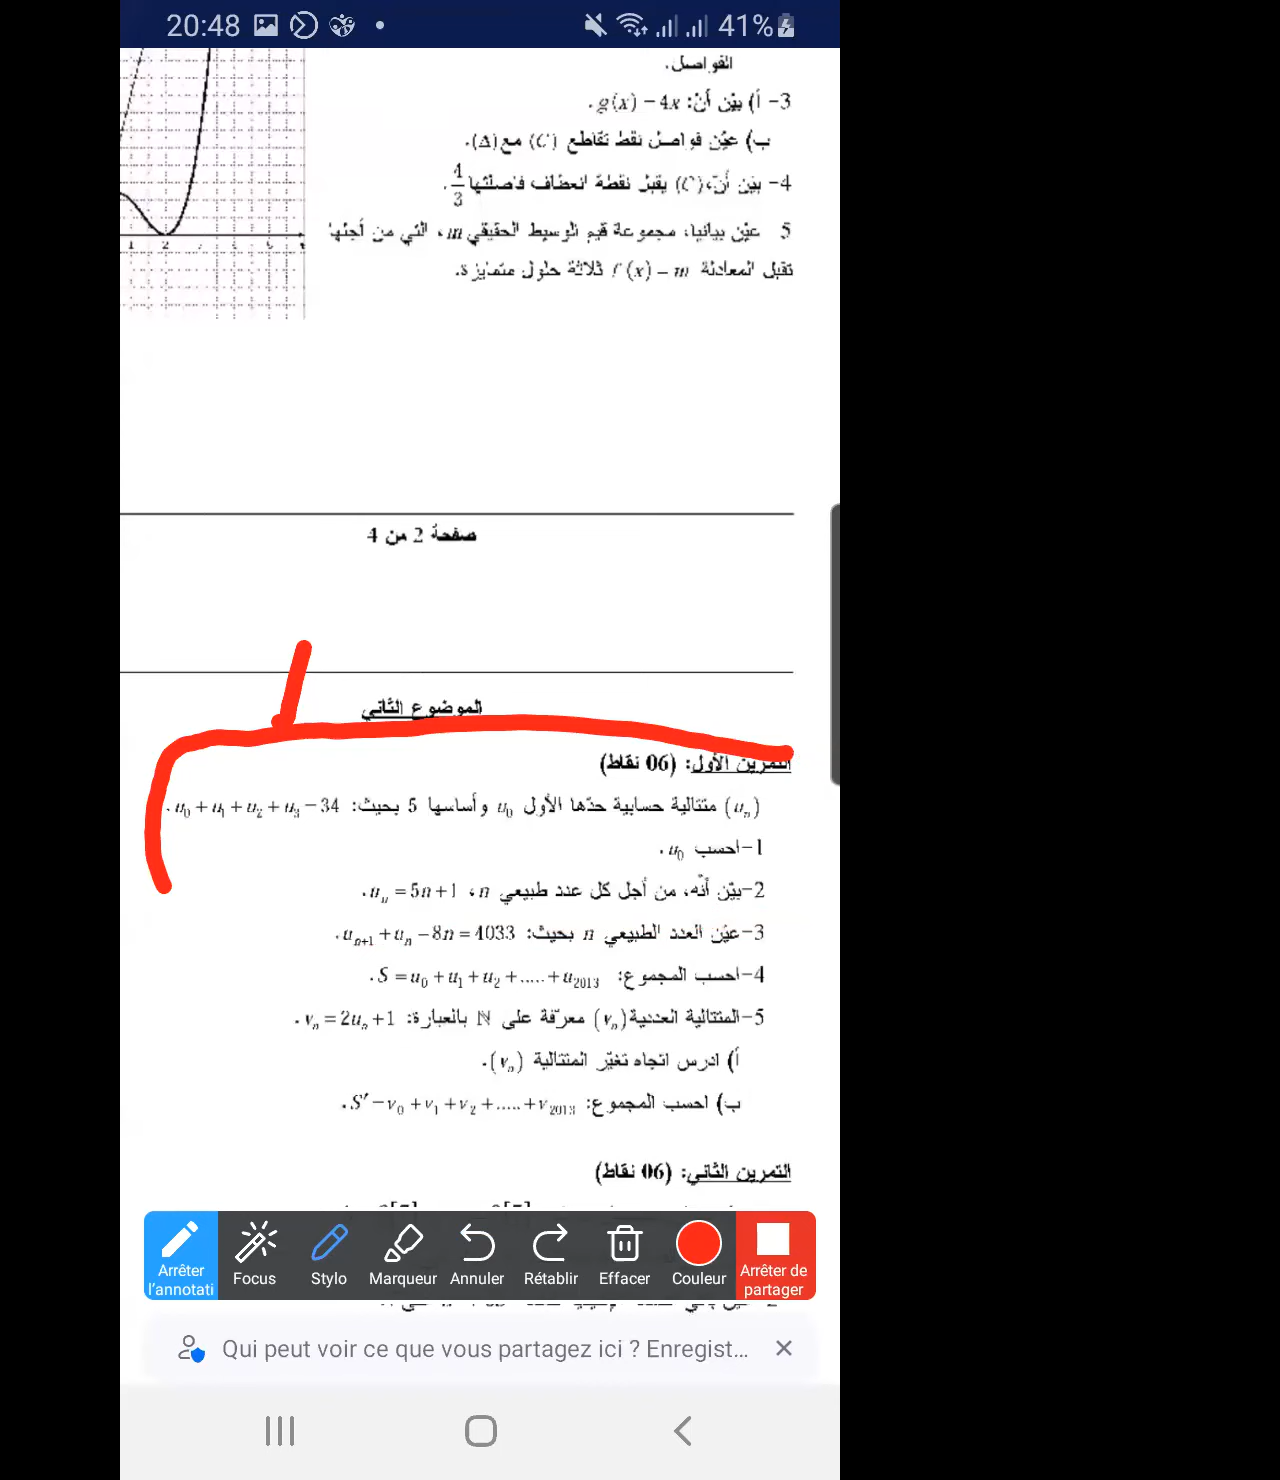 20:48 41%
الفواصل.
3- أ) بيّن أنّ: g(x) – 4x.
ب) عيّن فواصل نقط تقاطع (C) مع (Δ).
4- بيّن أنّ، (C) يقبل نقطة انعطاف فاصلتها 4/3.
5 عيّن بيانيا، مجموعة قيم الوسيط الحقيقي m، التي من أجلها
تقبل المعادلة f(x) – m ثلاثة حلول متمايزة.
1 2
صفحة 2 من 4
الموضوع الثّاني
التمرين الأول: (06 نقاط)
(uₙ) متتالية حسابية حدّها الأول u₀ وأساسها 5 بحيث: u₀ + u₁ + u₂ + u₃ – 34.
1-احسب u₀.
2-بيّن أنّه، من أجل كل عدد طبيعي n، uₙ = 5n+1.
3-عيّن العدد الطبيعي n بحيث: uₙ₊₁ + uₙ – 8n = 4033.
4-احسب المجموع: S = u₀ + u₁ + u₂ + ..... + u₂₀₁₃.
5-المتتالية العددية (vₙ) معرّفة على ℕ بالعبارة: vₙ = 2uₙ + 1.
أ) ادرس اتجاه تغيّر المتتالية (vₙ).
ب) احسب المجموع: S′ – v₀ + v₁ + v₂ + ..... + v₂₀₁₃.
التمرين الثاني: (06 نقاط)
Arrêter l'annotati Focus Stylo Marqueur Annuler Rétablir Effacer Couleur Arrêter de partager
Qui peut voir ce que vous partagez ici ? Enregist...